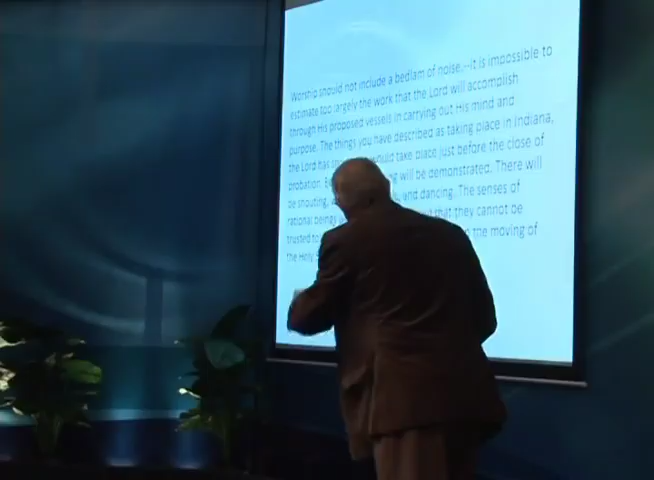 Worship should not include a bedlam of noise.--it is impossible to
estimate too largely the work that the Lord will accomplish
through His proposed vessels in carrying out His mind and
purpose. The things you have described as taking place in Indiana,
the Lord has would take place just before the close of
probation. will be demonstrated. There will
be shouting, and dancing. The senses of
rational beings that they cannot be
trusted to the moving of
the Holy